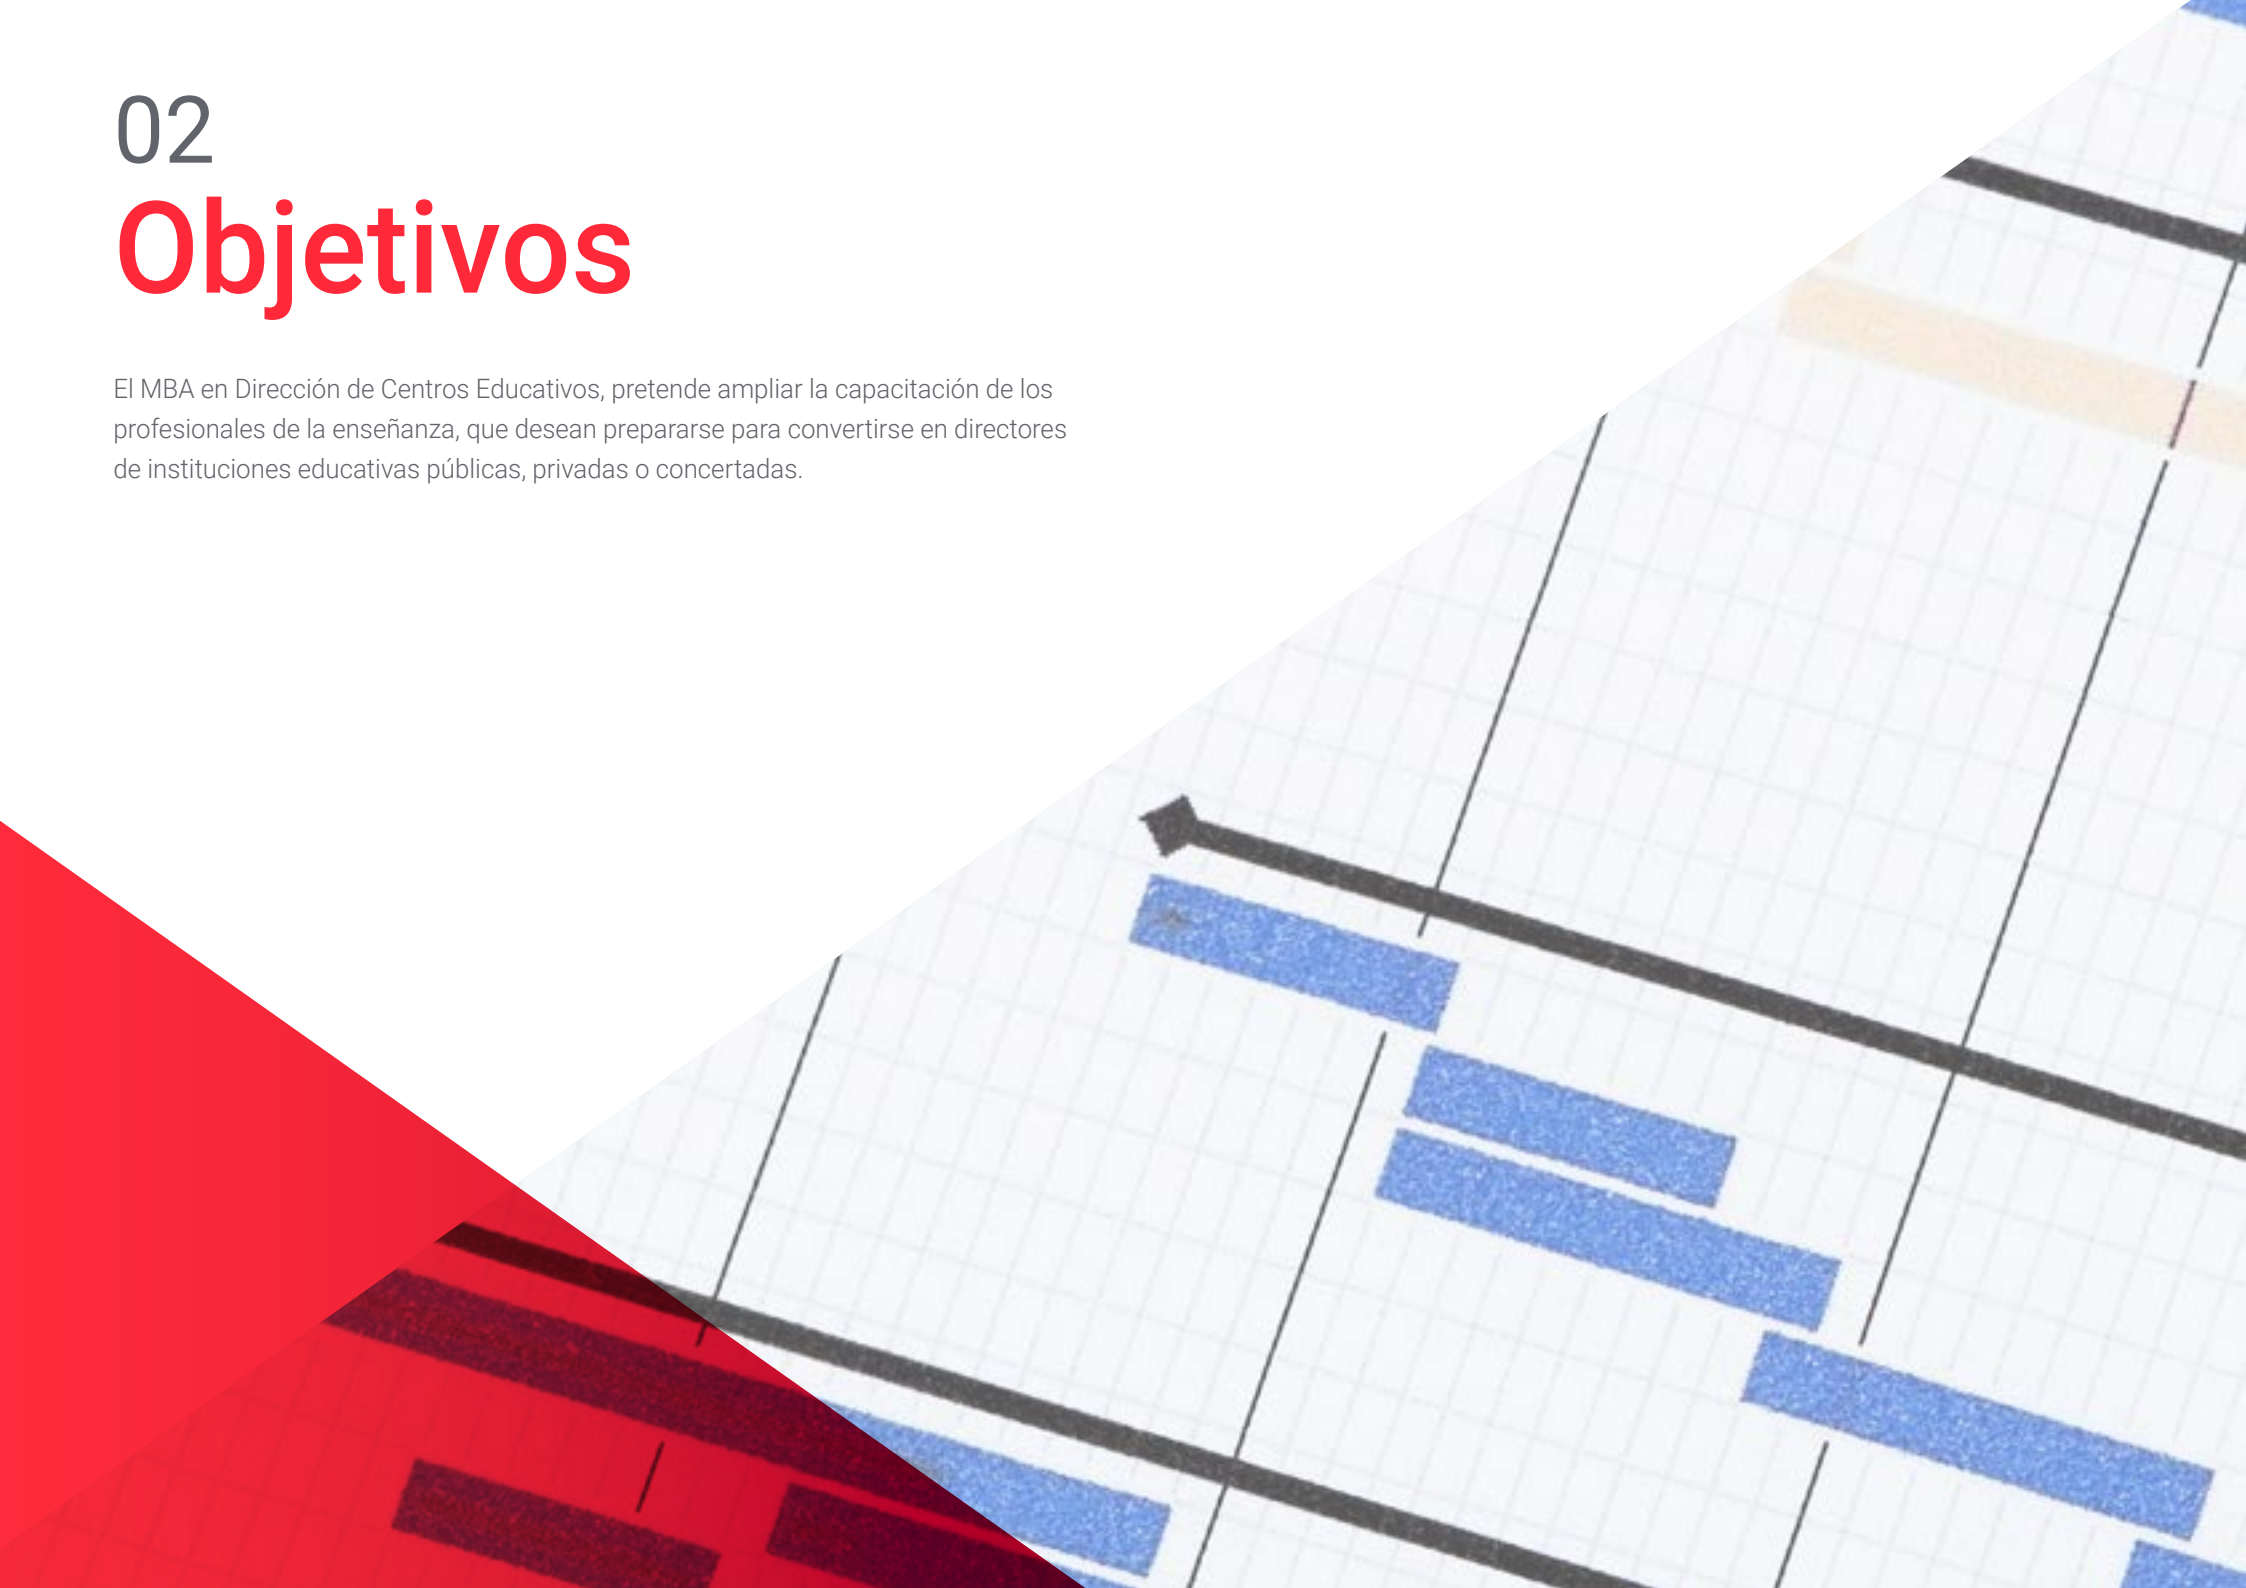 02
Objetivos
El MBA en Dirección de Centros Educativos, pretende ampliar la capacitación de los
profesionales de la enseñanza, que desean prepararse para convertirse en directores
de instituciones educativas públicas, privadas o concertadas.